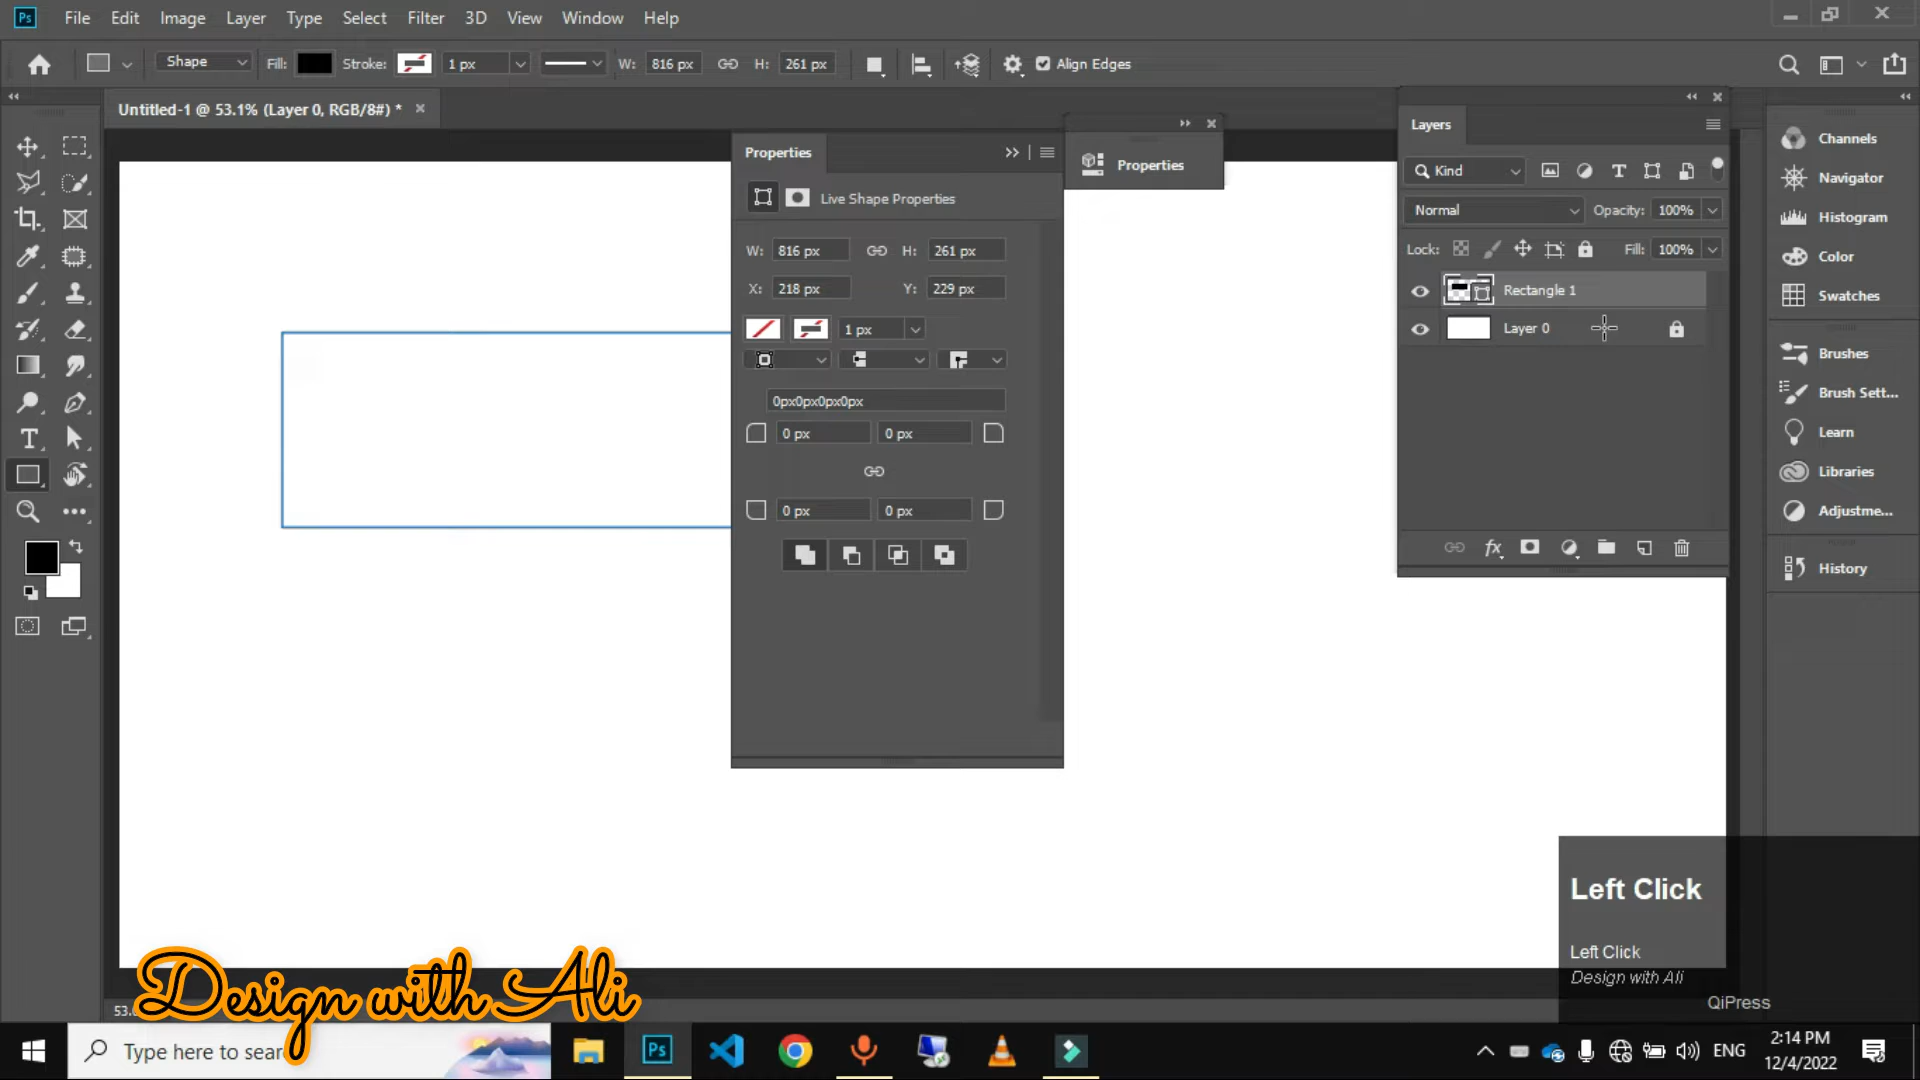 Ps File Edit Image Layer Type Select Filter 3D View Window Help
Shape Fill: Stroke: 1 px W: 816 px H: 261 px Align Edges
Untitled-1 @ 53.1% (Layer 0, RGB/8#) *
Properties
Live Shape Properties
W: 816 px H: 261 px
X: 218 px Y: 229 px
1 px
0px0px0px0px
0 px 0 px
0 px 0 px
Properties
Layers
Kind
Normal Opacity: 100%
Lock: Fill: 100%
Rectangle 1
Layer 0
fx
Channels
Navigator
Histogram
Color
Swatches
Brushes
Brush Sett...
Learn
Libraries
Adjustme...
History
Left Click
Left Click
Design with Ali
QiPress
53.
Design with Ali
Type here to sear
Ps
ENG
2:14 PM
12/4/2022